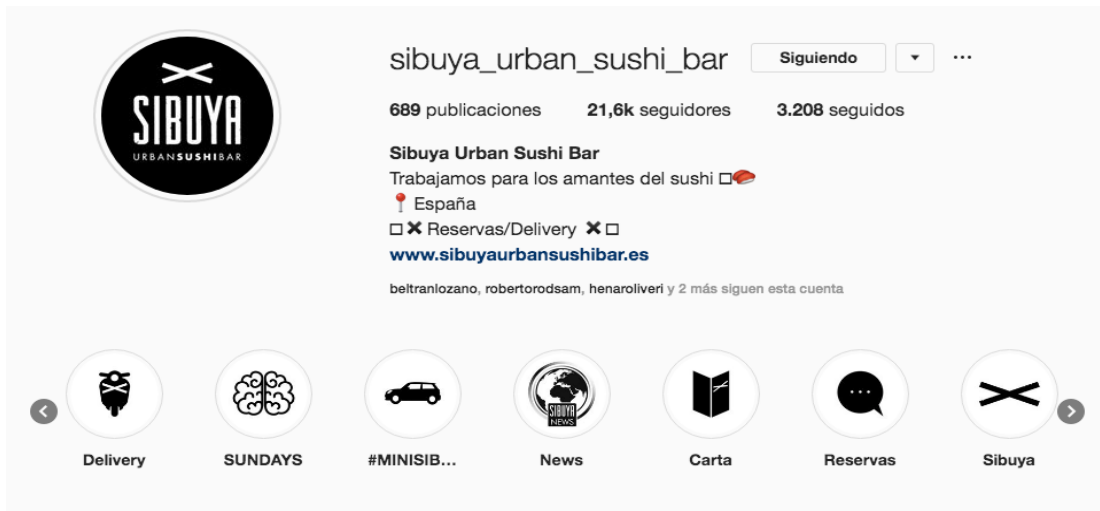 SIBUYA
URBANSUSHIBAR
sibuya_urban_sushi_bar Siguiendo ...
689 publicaciones 21,6k seguidores 3.208 seguidos
Sibuya Urban Sushi Bar
Trabajamos para los amantes del sushi □🍣
📍 España
□ ✖ Reservas/Delivery ✖ □
www.sibuyaurbansushibar.es
beltranlozano, robertorodsam, henaroliveri y 2 más siguen esta cuenta
SIBUYA
NEWS
Delivery SUNDAYS #MINISIB... News Carta Reservas Sibuya